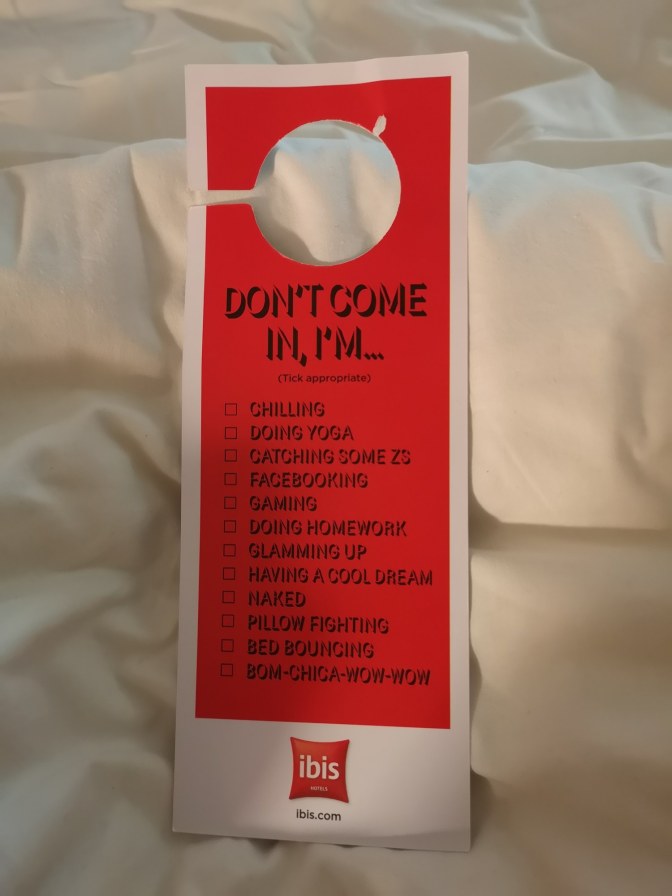 DON'T COME
IN, I'M...
(Tick appropriate)
CHILLING
DOING YOGA
CATCHING SOME ZS
FACEBOOKING
GAMING
DOING HOMEWORK
GLAMMING UP
HAVING A COOL DREAM
NAKED
PILLOW FIGHTING
BED BOUNCING
BOM-CHICA-WOW-WOW
ibis
HOTELS
ibis.com